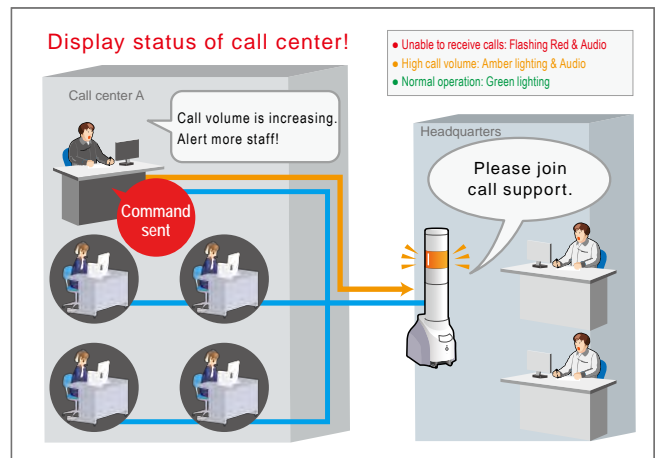 Display status of call center!
● Unable to receive calls: Flashing Red & Audio
● High call volume: Amber lighting & Audio
● Normal operation: Green lighting
Call center A
Call volume is increasing.
Alert more staff!
Command
sent
Headquarters
Please join
call support.